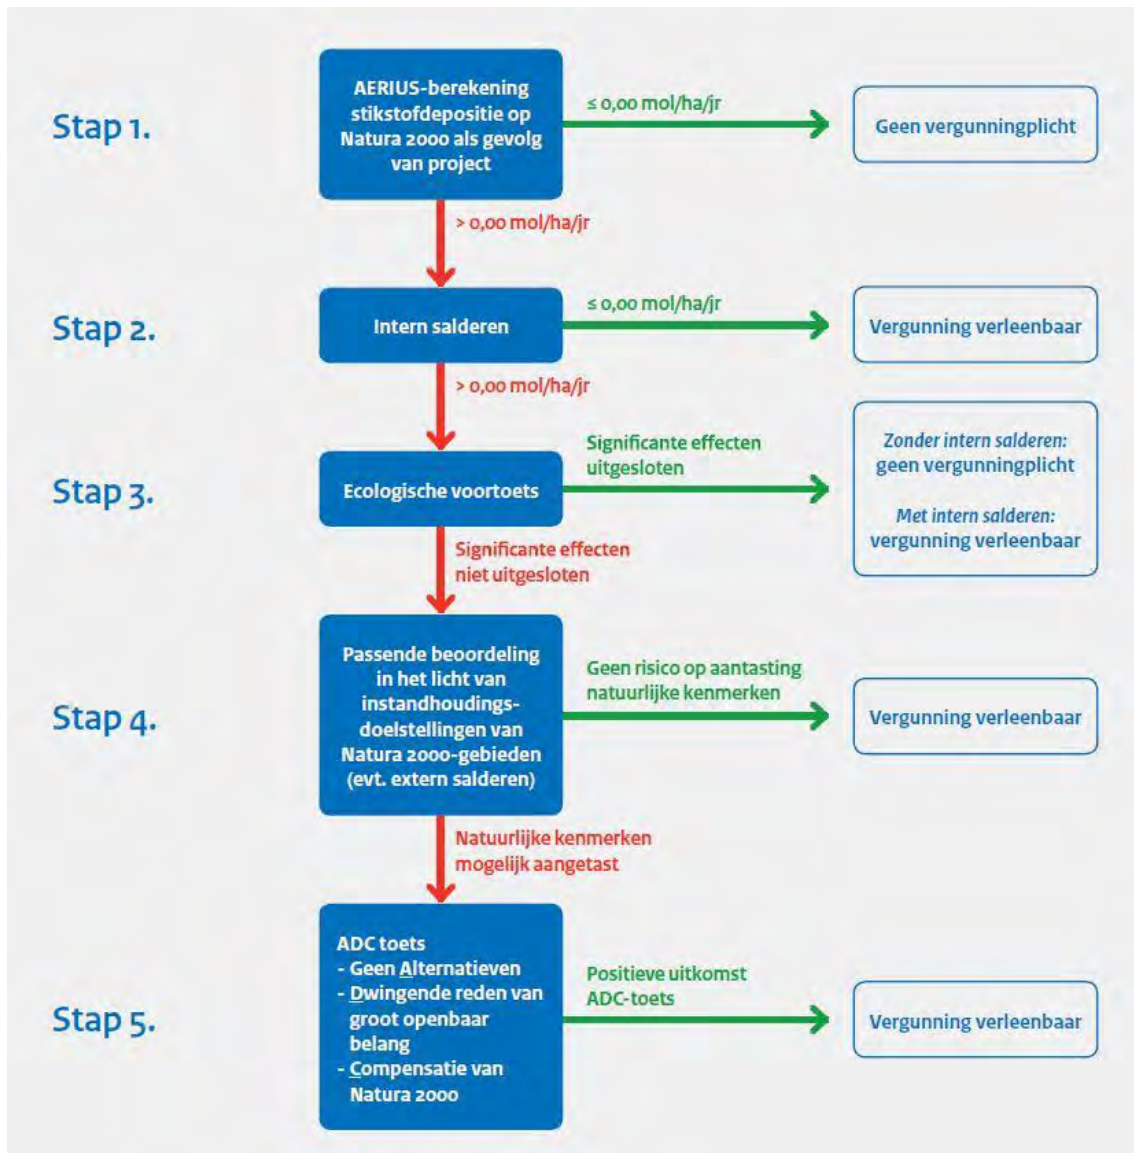 Stap 1.
AERIUS-berekening
stikstofdepositie op
Natura 2000 als gevolg
van project
≤ 0,00 mol/ha/jr
Geen vergunningplicht
> 0,00 mol/ha/jr
Stap 2.
Intern salderen
≤ 0,00 mol/ha/jr
Vergunning verleenbaar
> 0,00 mol/ha/jr
Stap 3.
Ecologische voortoets
Significante effecten
uitgesloten
Zonder intern salderen:
geen vergunningplicht
Met intern salderen:
vergunning verleenbaar
Significante effecten
niet uitgesloten
Stap 4.
Passende beoordeling
in het licht van
instandhoudings-
doelstellingen van
Natura 2000-gebieden
(evt. extern salderen)
Geen risico op aantasting
natuurlijke kenmerken
Vergunning verleenbaar
Natuurlijke kenmerken
mogelijk aangetast
Stap 5.
ADC toets
- Geen Alternatieven
- Dwingende reden van
groot openbaar
belang
- Compensatie van
Natura 2000
Positieve uitkomst
ADC-toets
Vergunning verleenbaar